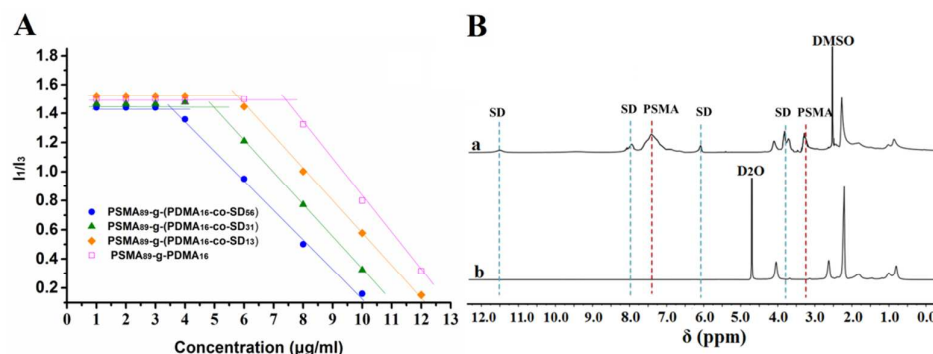 A
I₁/I₃
1.8
1.6
1.4
1.2
1.0
0.8
0.6
0.4
0.2
PSMA₈₉-g-(PDMA₁₆-co-SD₅₆)
PSMA₈₉-g-(PDMA₁₆-co-SD₃₁)
PSMA₈₉-g-(PDMA₁₆-co-SD₁₃)
PSMA₈₉-g-PDMA₁₆
0 1 2 3 4 5 6 7 8 9 10 11 12 13
Concentration (μg/ml)
B
DMSO
SD SD PSMA SD SD PSMA
a
D2O
b
12.0 11.0 10.0 9.0 8.0 7.0 6.0 5.0 4.0 3.0 2.0 1.0 0.0
δ (ppm)